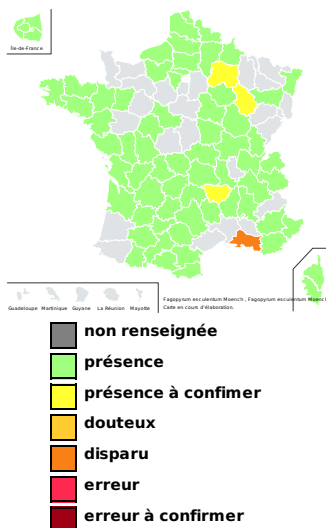 Île-de-France
Fagopyrum esculentum Moench , Fagopyrum esculentum Moench
Carte en cours d'élaboration.
Guadeloupe Martinique Guyane La Réunion Mayotte
non renseignée
présence
présence à confimer
douteux
disparu
erreur
erreur à confirmer